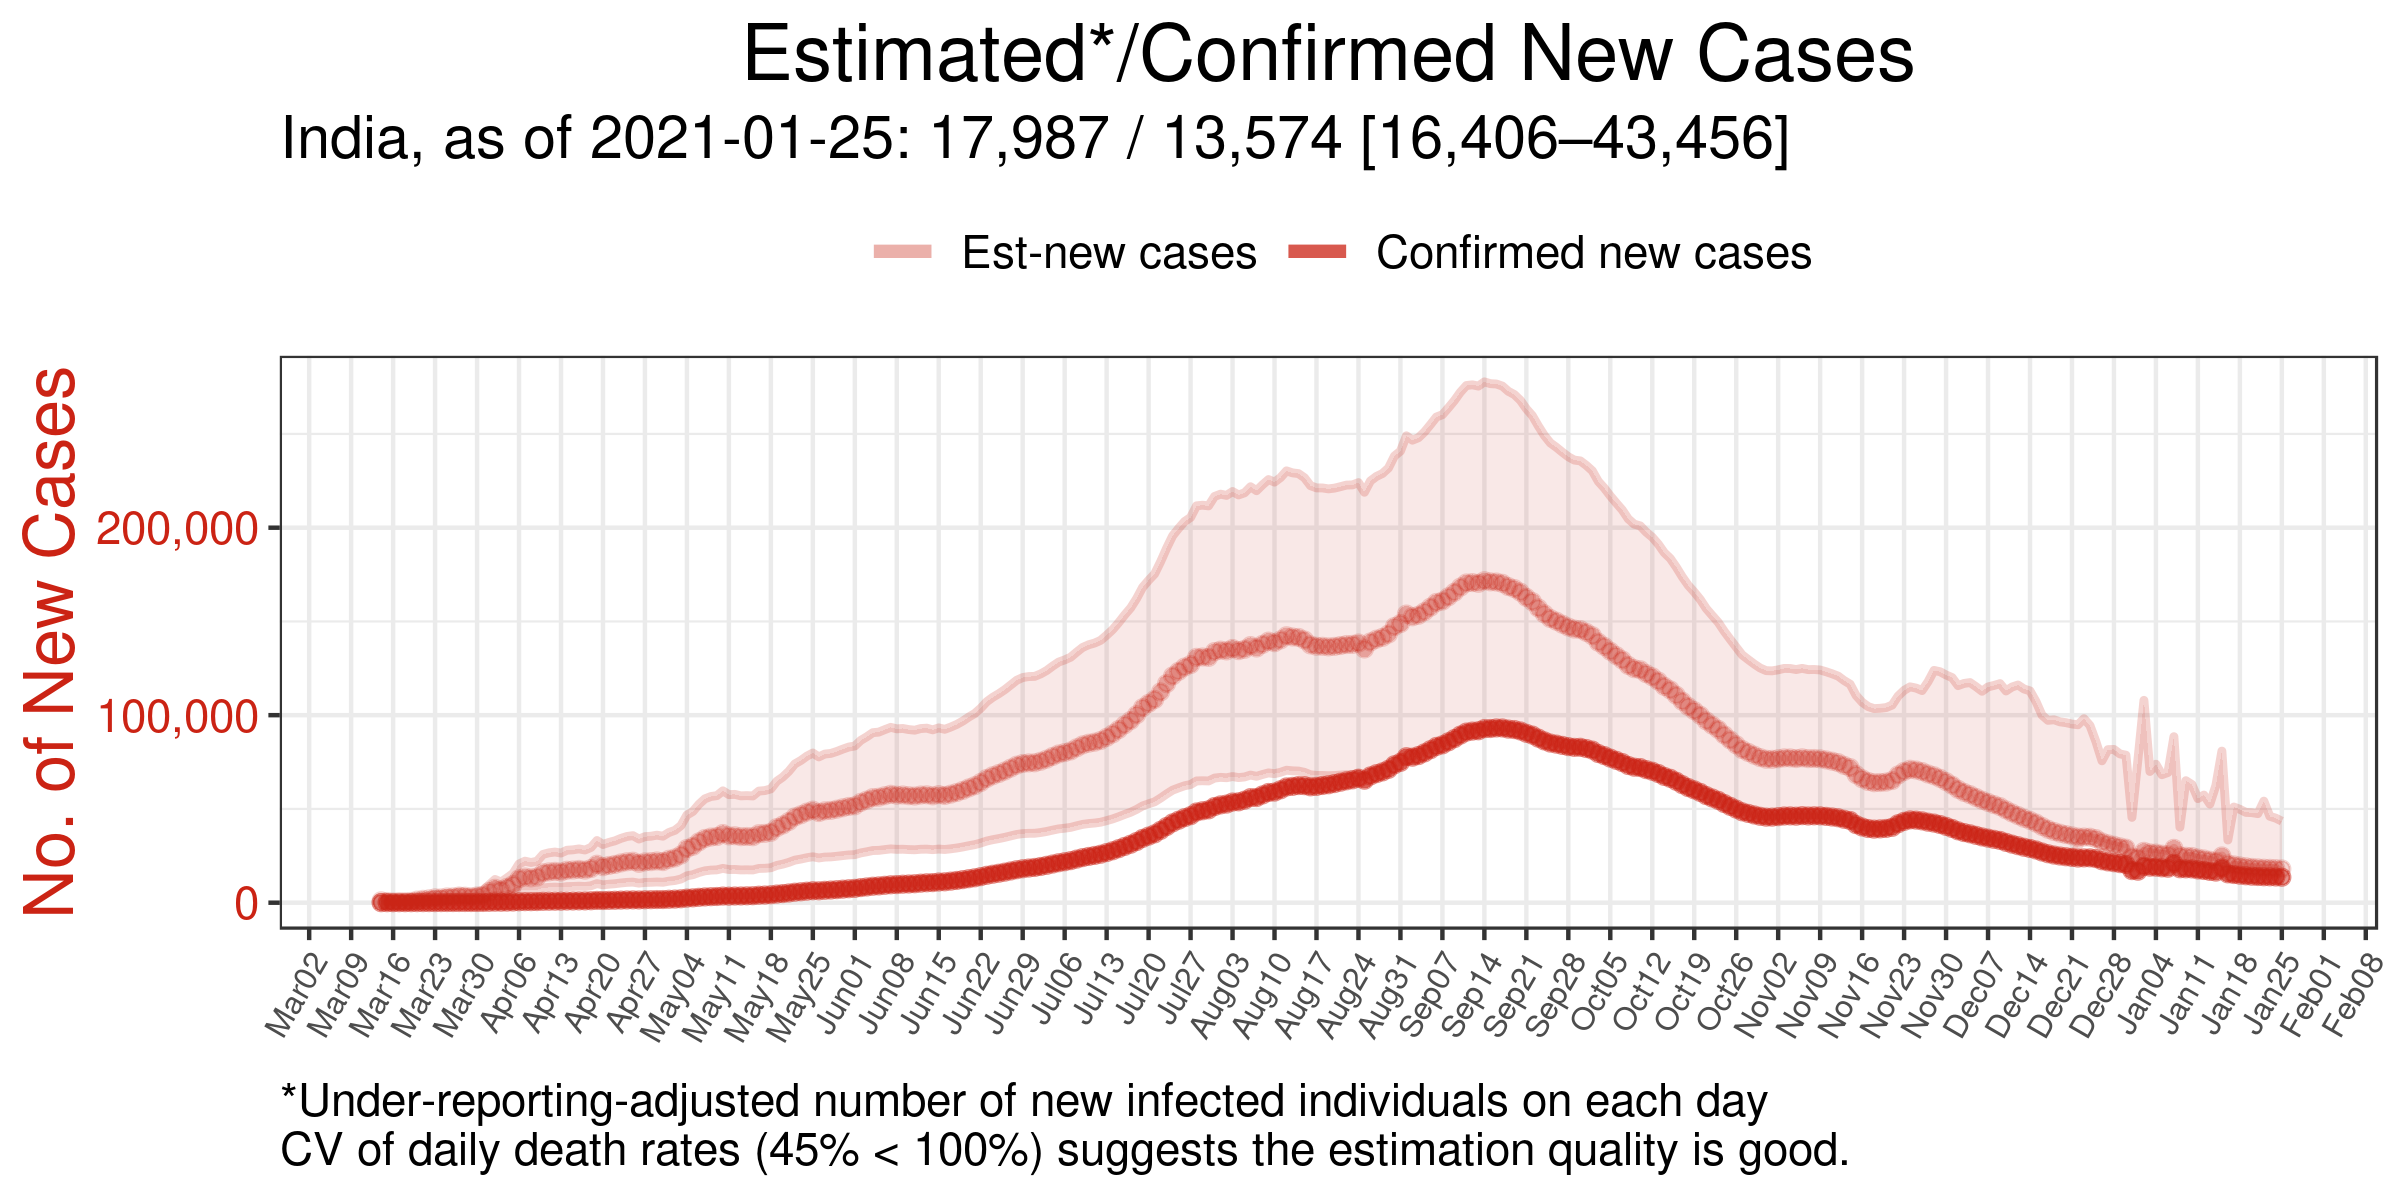 Estimated*/Confirmed New Cases
India, as of 2021-01-25: 17,987 / 13,574 [16,406–43,456]
Est-new cases
Confirmed new cases
No. of New Cases
200,000
100,000
0
Mar02
Mar09
Mar16
Mar23
Mar30
Apr06
Apr13
Apr20
Apr27
May04
May11
May18
May25
Jun01
Jun08
Jun15
Jun22
Jun29
Jul06
Jul13
Jul20
Jul27
Aug03
Aug10
Aug17
Aug24
Aug31
Sep07
Sep14
Sep21
Sep28
Oct05
Oct12
Oct19
Oct26
Nov02
Nov09
Nov16
Nov23
Nov30
Dec07
Dec14
Dec21
Dec28
Jan04
Jan11
Jan18
Jan25
Feb01
Feb08
*Under-reporting-adjusted number of new infected individuals on each day
CV of daily death rates (45% < 100%) suggests the estimation quality is good.